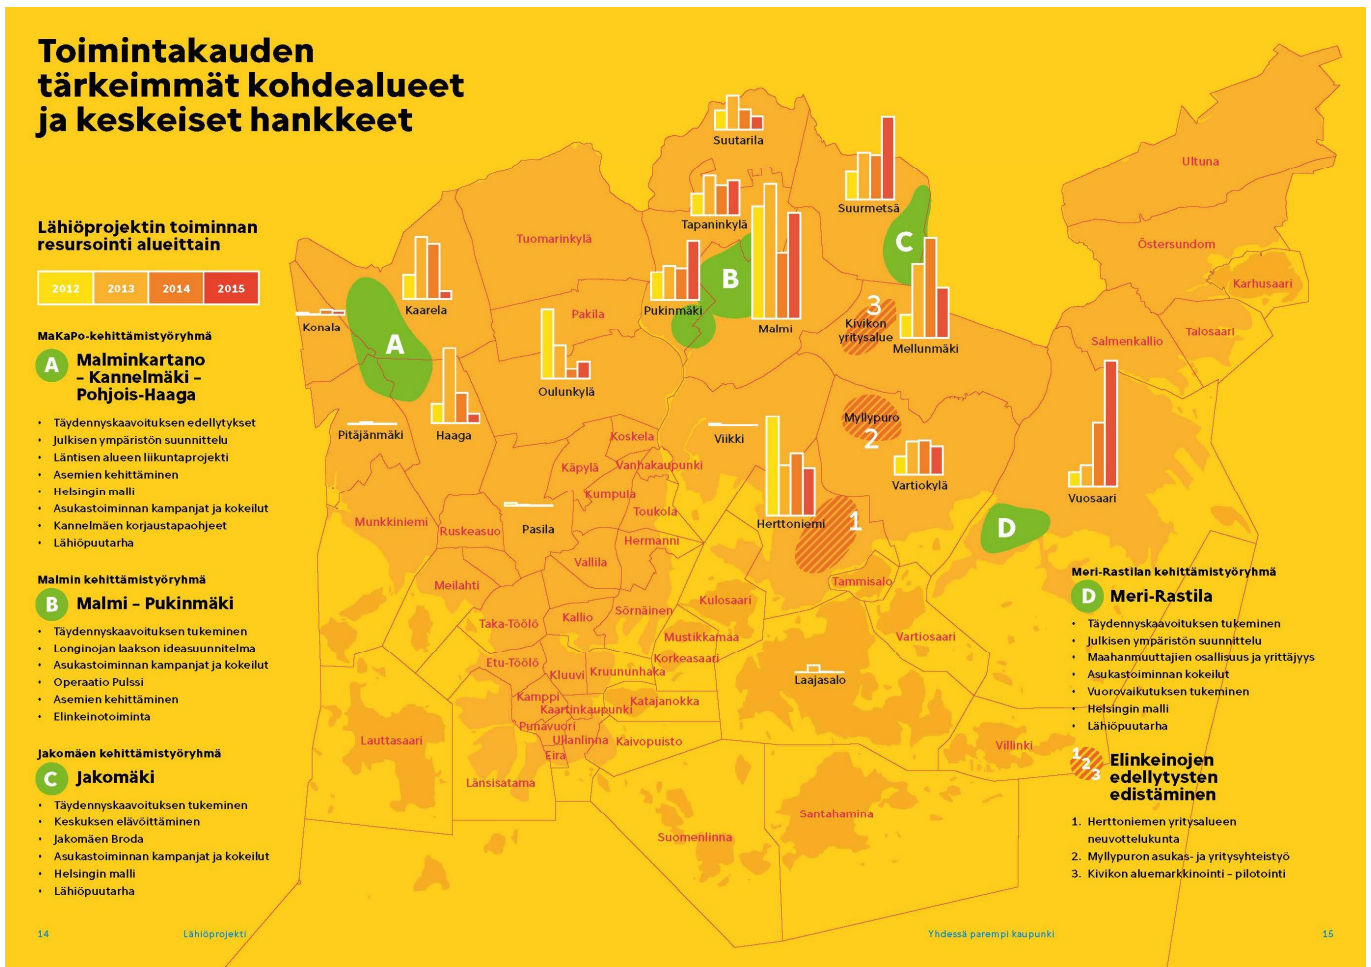 Toimintakauden
tärkeimmät kohdealueet
ja keskeiset hankkeet
Lähiöprojektin toiminnan
resursointi alueittain
2012 2013 2014 2015
MaKaPo-kehittämistyöryhmä
A Malminkartano
– Kannelmäki –
Pohjois-Haaga
• Täydennyskaavoituksen edellytykset
• Julkisen ympäristön suunnittelu
• Läntisen alueen liikuntaprojekti
• Asemien kehittäminen
• Helsingin malli
• Asukastoiminnan kampanjat ja kokeilut
• Kannelmäen korjaustapaohjeet
• Lähiöpuutarha
Malmin kehittämistyöryhmä
B Malmi – Pukinmäki
• Täydennyskaavoituksen tukeminen
• Longinojan laakson ideasuunnitelma
• Asukastoiminnan kampanjat ja kokeilut
• Operaatio Pulssi
• Asemien kehittäminen
• Elinkeinotoiminta
Jakomäen kehittämistyöryhmä
C Jakomäki
• Täydennyskaavoituksen tukeminen
• Keskuksen elävöittäminen
• Jakomäen Broda
• Asukastoiminnan kampanjat ja kokeilut
• Helsingin malli
• Lähiöpuutarha
Suutarila
Ultuna
Tapaninkylä
Suurmetsä
Tuomarinkylä
C
Östersundom
B
Karhusaari
Kaarela
Pukinmäki
3
Konala
Pakila
Malmi
Kivikon
yritysalue
Mellunmäki
Talosaari
Salmenkallio
A
Oulunkylä
Myllypuro
2
Pitäjänmäki
Haaga
Koskela
Viikki
Käpylä
Vanhakaupunki
Vartiokylä
Vuosaari
Kumpula
Toukola
Munkkiniemi
Ruskeasuo
Pasila
Herttoniemi
1
D
Hermanni
Vallila
Meilahti
Tammisalo
Kulosaari
Taka-Töölö
Kallio
Sörnäinen
Mustikkamaa
Vartiosaari
Etu-Töölö
Kluuvi
Kruununhaka
Korkeasaari
Laajasalo
Kamppi
Kaartinkaupunki
Katajanokka
Punavuori
Lauttasaari
Ullanlinna
Kaivopuisto
Eira
Villinki
Länsisatama
Santahamina
Suomenlinna
Meri-Rastilan kehittämistyöryhmä
D Meri-Rastila
• Täydennyskaavoituksen tukeminen
• Julkisen ympäristön suunnittelu
• Maahanmuuttajien osallisuus ja yrittäjyys
• Asukastoiminnan kokeilut
• Vuorovaikutuksen tukeminen
• Helsingin malli
• Lähiöpuutarha
1 2 3 Elinkeinojen
edellytysten
edistäminen
1. Herttoniemen yritysalueen
neuvottelukunta
2. Myllypuron asukas- ja yritysyhteistyö
3. Kivikon aluemarkkinointi – pilotointi
14 Lähiöprojekti
Yhdessä parempi kaupunki 15